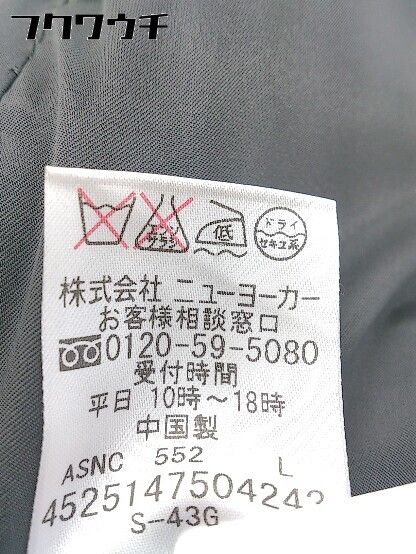 フクワウチ
エンソ サラシ
低
ドライ
セキユ系
株式会社 ニューヨーカー
お客様相談窓口
0120-59-5080
受付時間
平日 10時〜18時
中国製
ASNC 552 L
4525147504242
S-43G